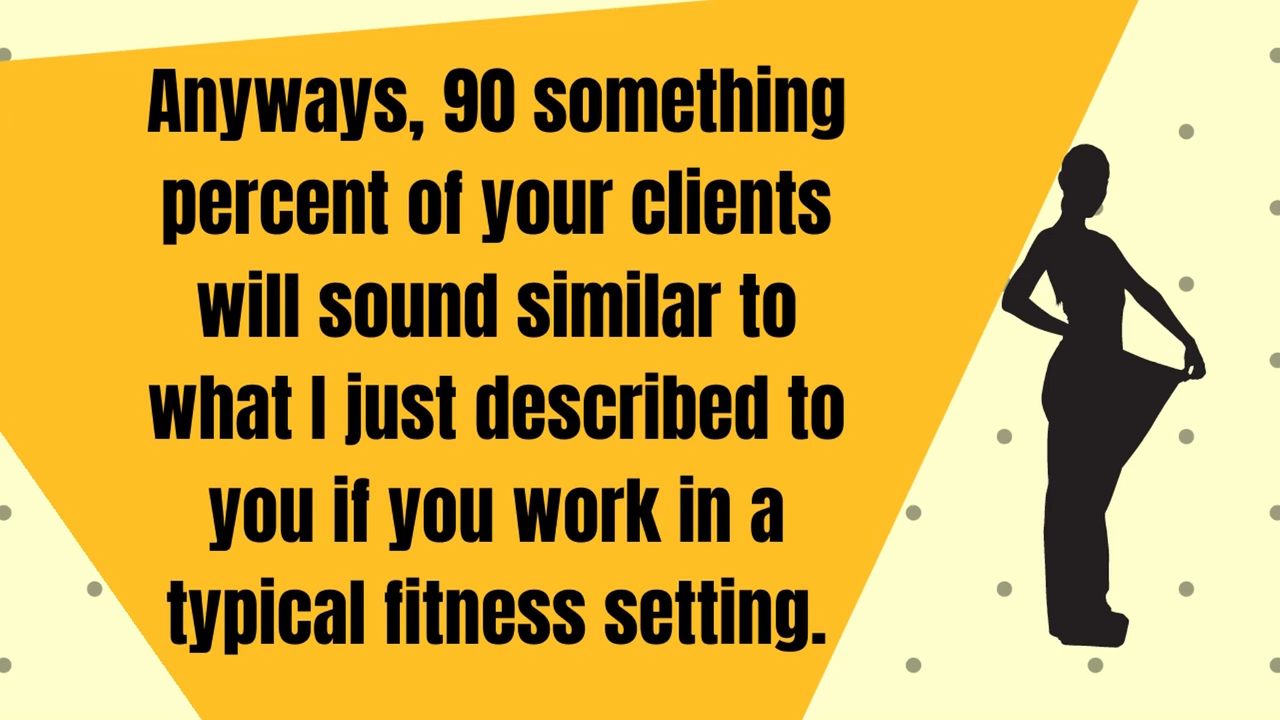 Anyways, 90 something
percent of your clients
will sound similar to
what I just described to
you if you work in a
typical fitness setting.